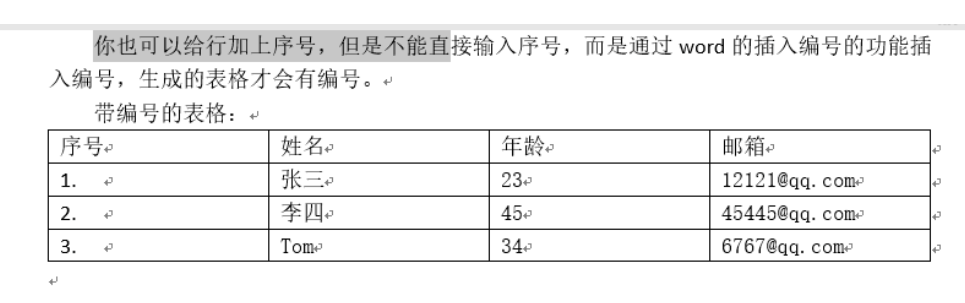 你也可以给行加上序号，但是不能直接输入序号，而是通过 word 的插入编号的功能插
入编号，生成的表格才会有编号。
带编号的表格：
序号 姓名 年龄 邮箱
1. 张三 23 12121@qq.com
2. 李四 45 45445@qq.com
3. Tom 34 6767@qq.com